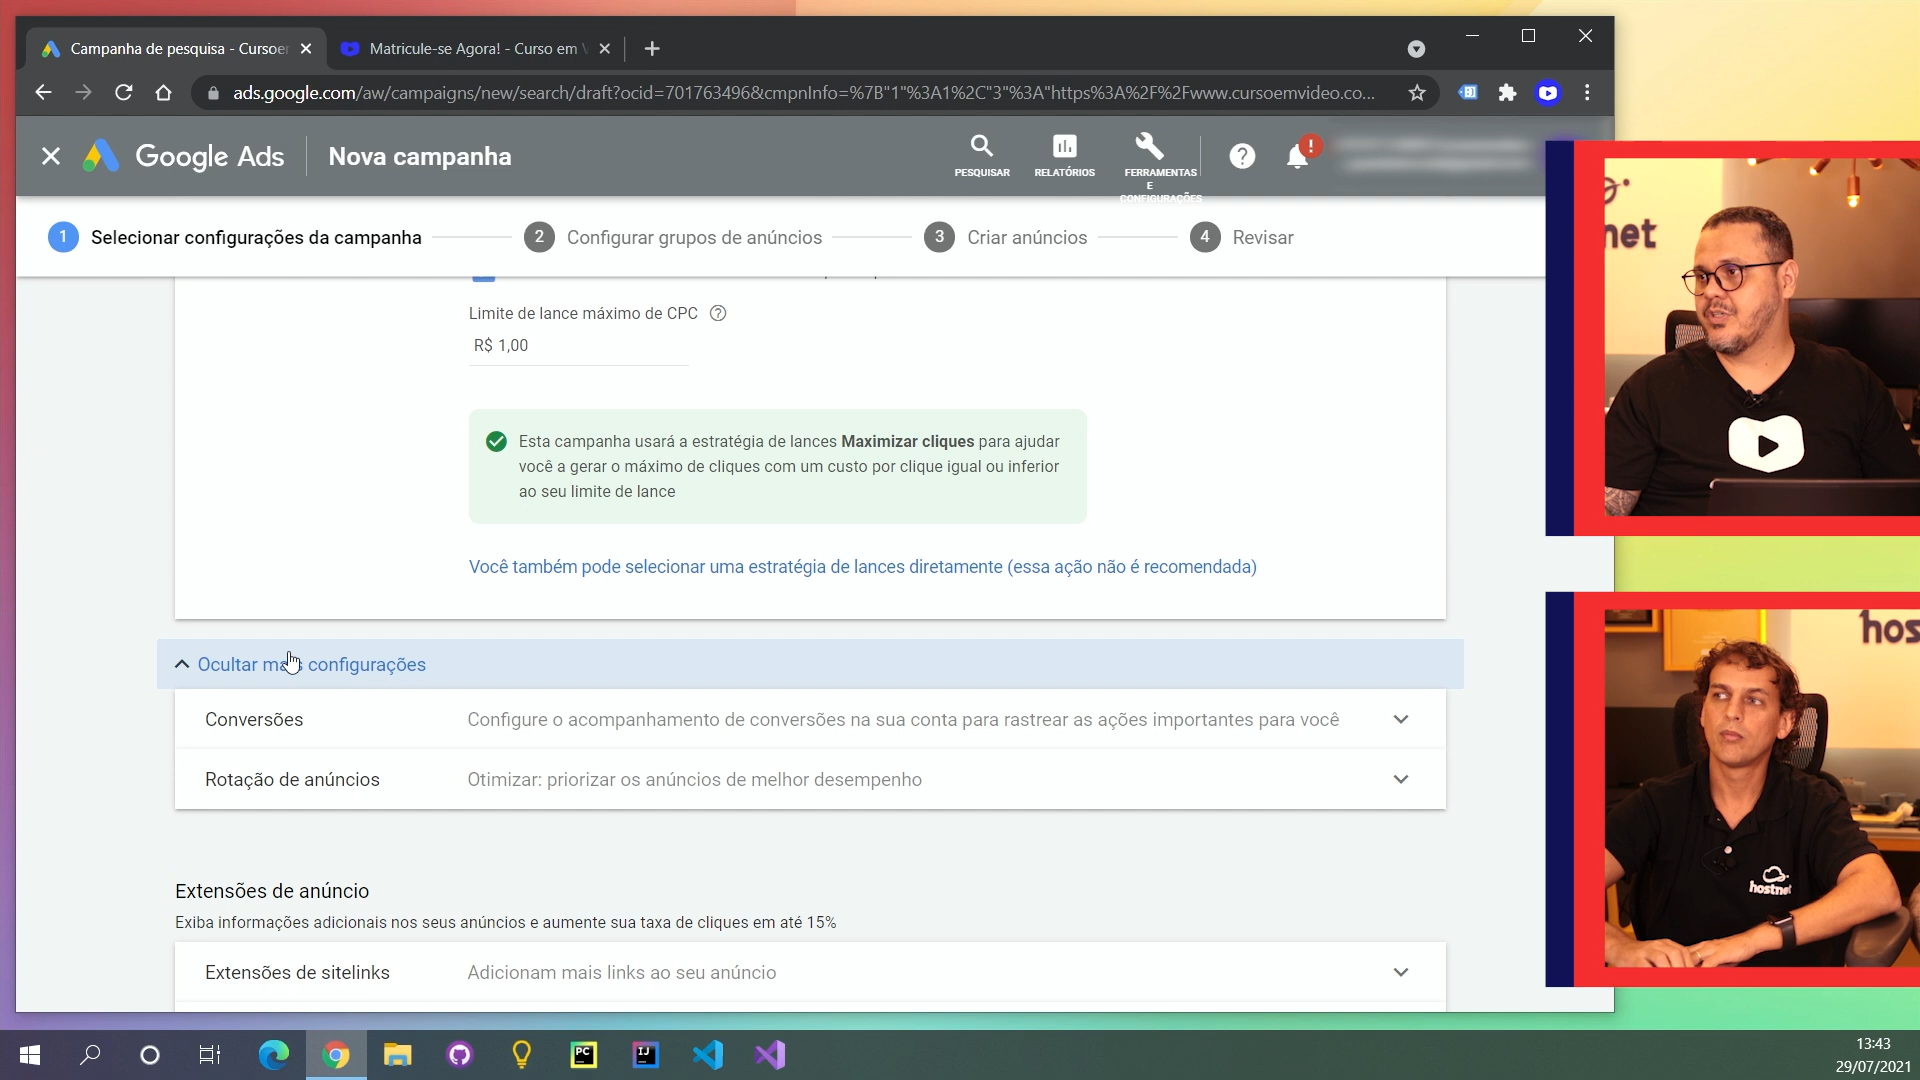 Campanha de pesquisa - Cursoe
Matricule-se Agora! - Curso em
ads.google.com/aw/campaigns/new/search/draft?ocid=701763496&cmpnInfo=%7B"1"%3A1%2C"3"%3A"https%3A%2F%2Fwww.cursoemvideo.co...
Google Ads
Nova campanha
PESQUISAR
RELATÓRIOS
FERRAMENTAS
E
CONFIGURAÇÕES
1 Selecionar configurações da campanha
2 Configurar grupos de anúncios
3 Criar anúncios
4 Revisar
Limite de lance máximo de CPC
R$ 1,00
Esta campanha usará a estratégia de lances Maximizar cliques para ajudar
você a gerar o máximo de cliques com um custo por clique igual ou inferior
ao seu limite de lance
Você também pode selecionar uma estratégia de lances diretamente (essa ação não é recomendada)
Ocultar mais configurações
Conversões
Configure o acompanhamento de conversões na sua conta para rastrear as ações importantes para você
Rotação de anúncios
Otimizar: priorizar os anúncios de melhor desempenho
Extensões de anúncio
Exiba informações adicionais nos seus anúncios e aumente sua taxa de cliques em até 15%
Extensões de sitelinks
Adicionam mais links ao seu anúncio
net
hos
hostnet
PC
IJ
13:43
29/07/2021